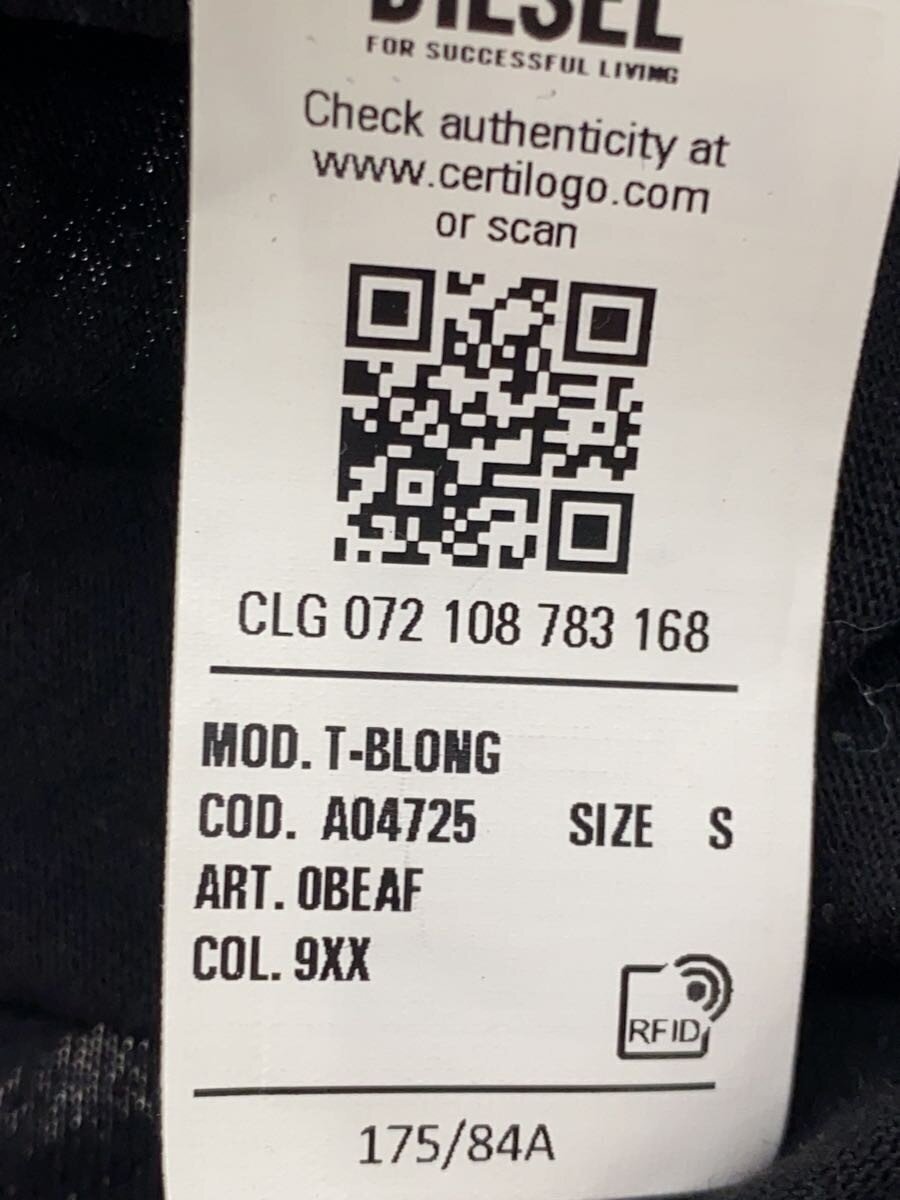 DIESEL
FOR SUCCESSFUL LIVING
Check authenticity at
www.certilogo.com
or scan
CLG 072 108 783 168
MOD. T-BLONG
COD. A04725 SIZE S
ART. 0BEAF
COL. 9XX
RFID
175/84A